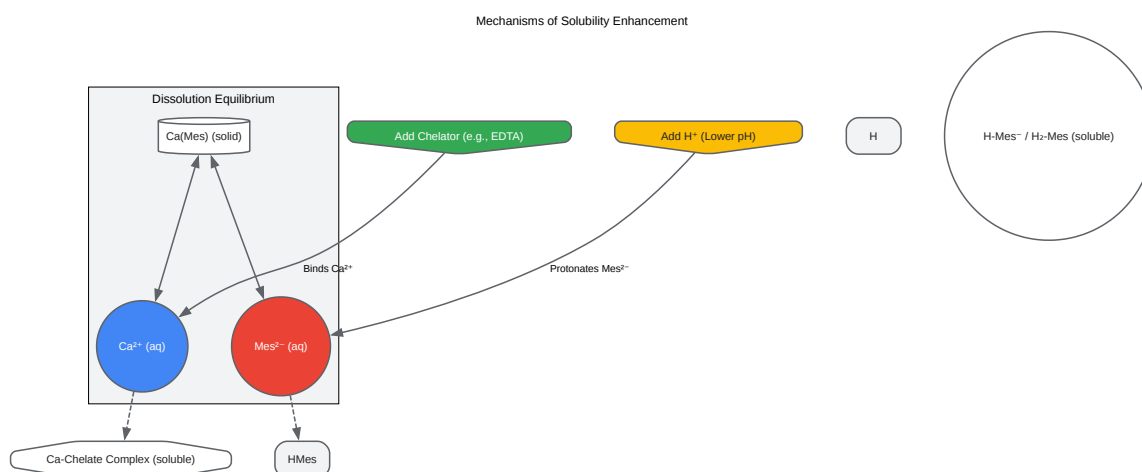 Mechanisms of Solubility Enhancement
Dissolution Equilibrium
Ca(Mes) (solid)
Add Chelator (e.g., EDTA)
Add H⁺ (Lower pH)
H
H-Mes⁻ / H₂-Mes (soluble)
Binds Ca²⁺
Protonates Mes²⁻
Ca²⁺ (aq)
Mes²⁻ (aq)
Ca-Chelate Complex (soluble)
HMes